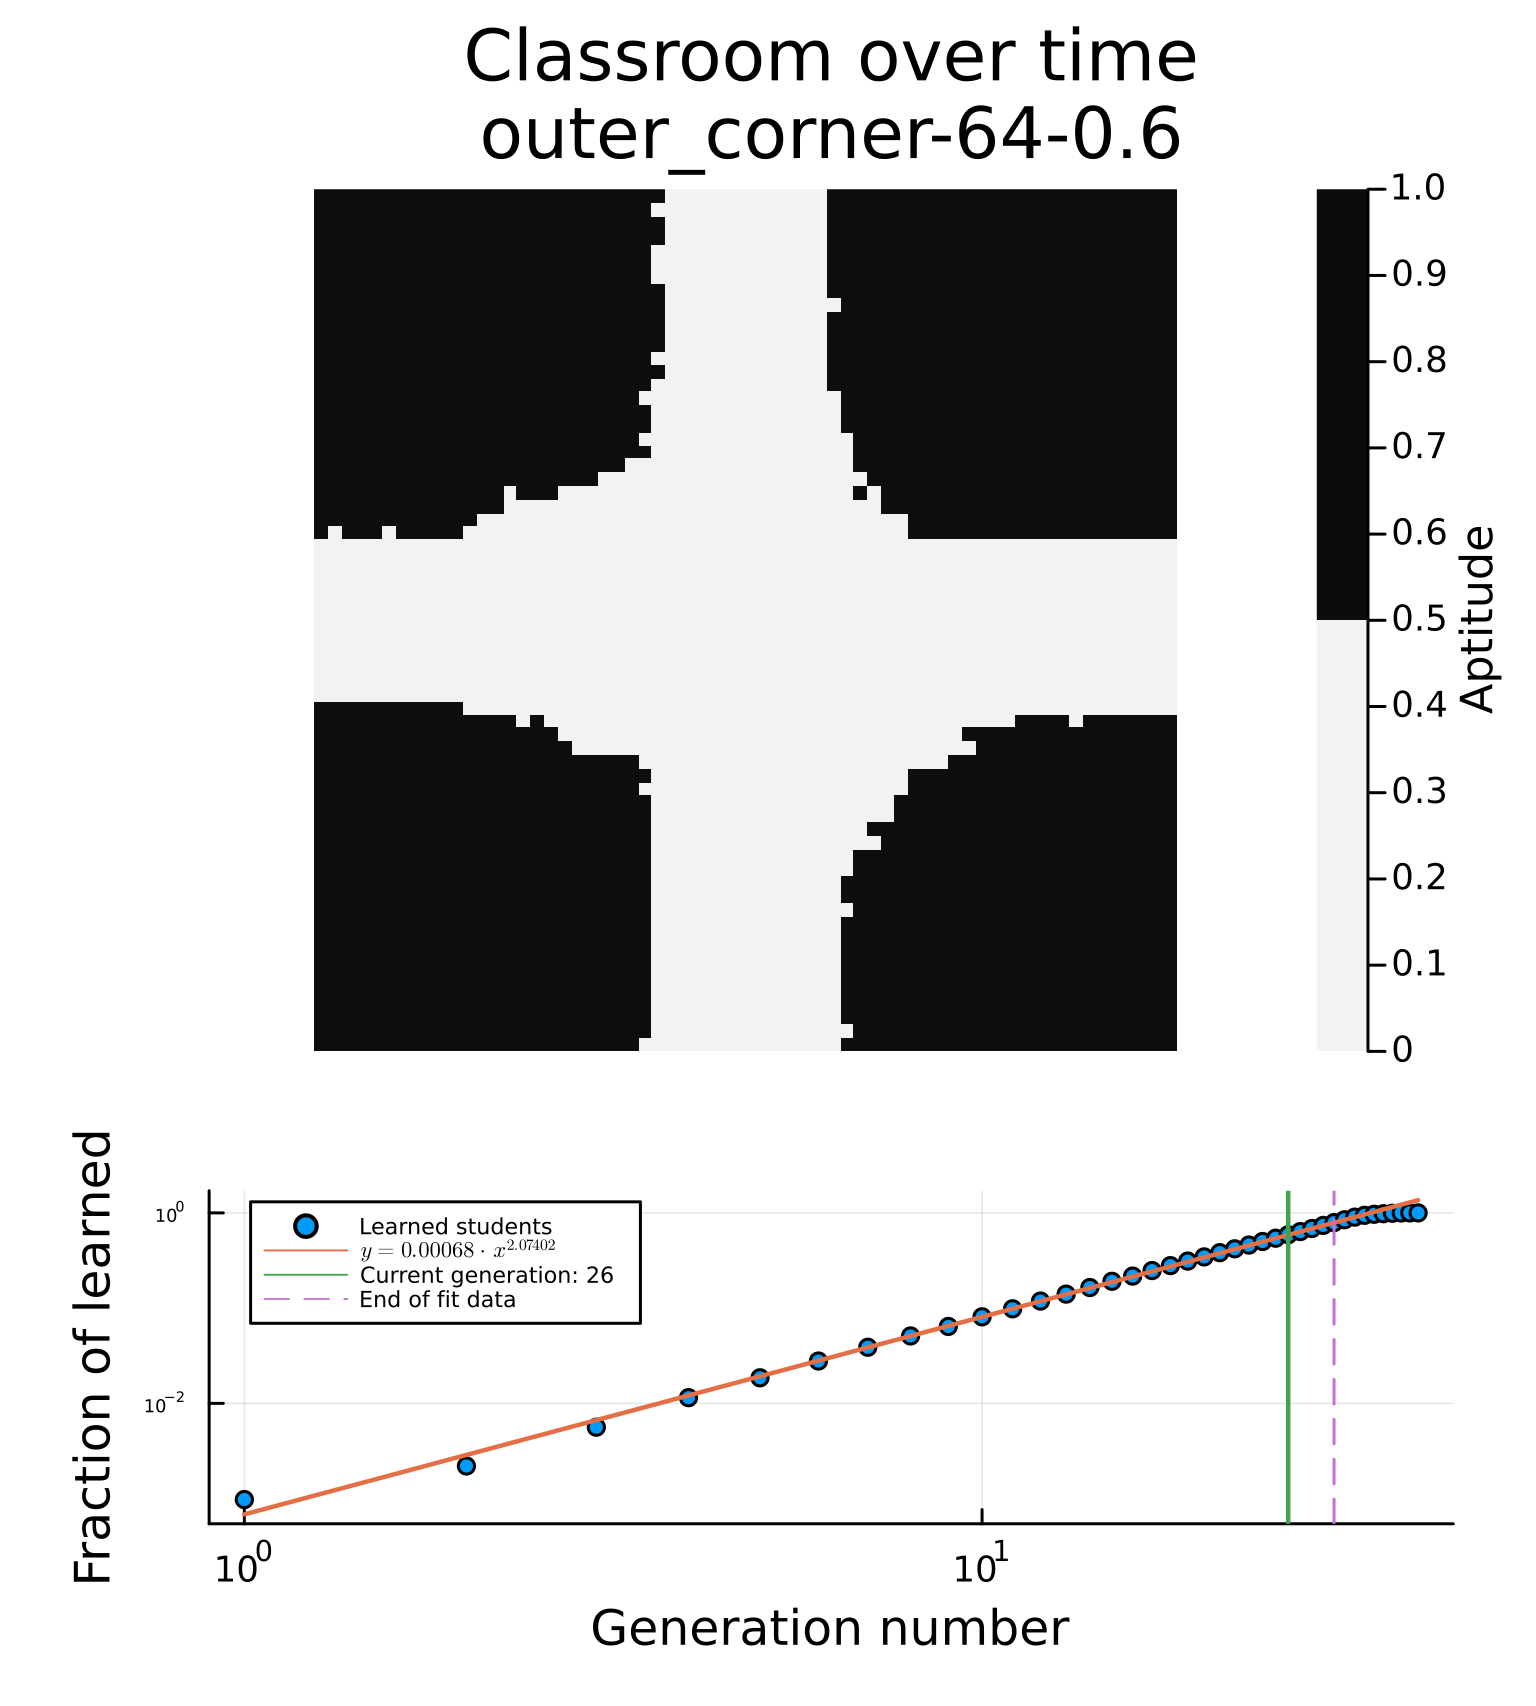 Classroom over time
outer_corner-64-0.6
1.0
0.9
0.8
0.7
0.6
0.5
0.4
0.3
0.2
0.1
0
Aptitude
Fraction of learned
10⁰
10⁻²
Learned students
y = 0.00068 · x^2.07402
Current generation: 26
End of fit data
10⁰
10¹
Generation number